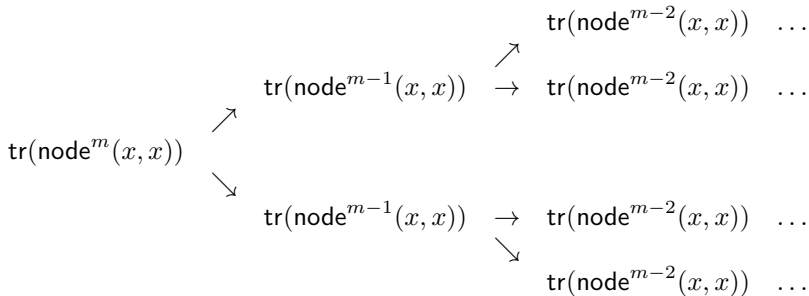 tr(node^{m−2}(x, x)) …
↗
tr(node^{m−1}(x, x)) → tr(node^{m−2}(x, x)) …
↗
tr(node^m(x, x))
↘
tr(node^{m−1}(x, x)) → tr(node^{m−2}(x, x)) …
↘
tr(node^{m−2}(x, x)) …